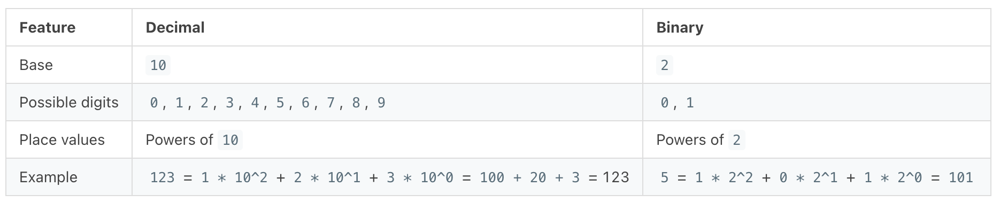 Feature Decimal Binary
Base 10 2
Possible digits 0, 1, 2, 3, 4, 5, 6, 7, 8, 9 0, 1
Place values Powers of 10 Powers of 2
Example 123 = 1 * 10^2 + 2 * 10^1 + 3 * 10^0 = 100 + 20 + 3 = 123 5 = 1 * 2^2 + 0 * 2^1 + 1 * 2^0 = 101